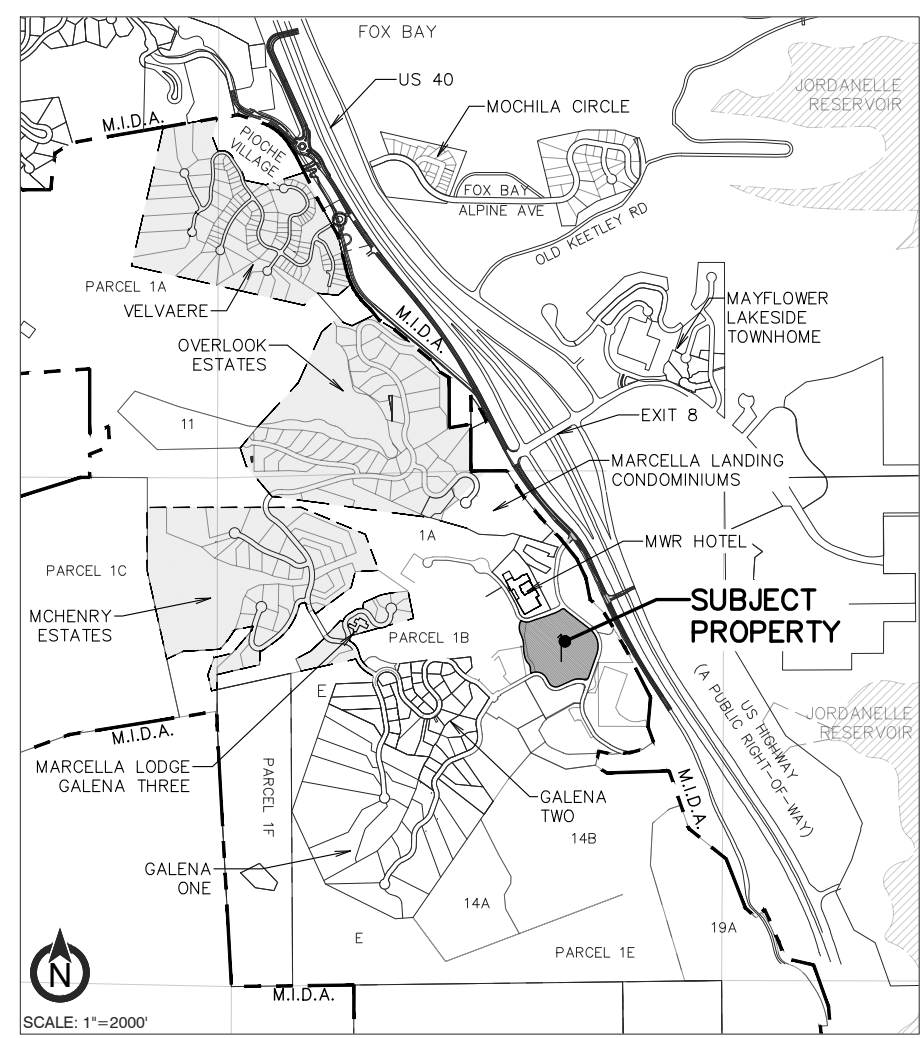 FOX BAY
US 40
JORDANELLE
RESERVOIR
MOCHILA CIRCLE
M.I.D.A.
PIOCHE
VILLAGE
FOX BAY
ALPINE AVE
OLD KEETLEY RD
PARCEL 1A
VELVAERE
M.I.D.A.
MAYFLOWER
LAKESIDE
TOWNHOME
OVERLOOK
ESTATES
11
EXIT 8
MARCELLA LANDING
CONDOMINIUMS
1A
MWR HOTEL
PARCEL 1C
SUBJECT
PROPERTY
MCHENRY
ESTATES
PARCEL 1B
E
(A PUBLIC RIGHT-OF-WAY)
US HIGHWAY
JORDANELLE
RESERVOIR
M.I.D.A.
MARCELLA LODGE
GALENA THREE
PARCEL 1F
M.I.D.A.
GALENA
TWO
14B
GALENA
ONE
14A
19A
E
PARCEL 1E
N
M.I.D.A.
SCALE: 1"=2000'